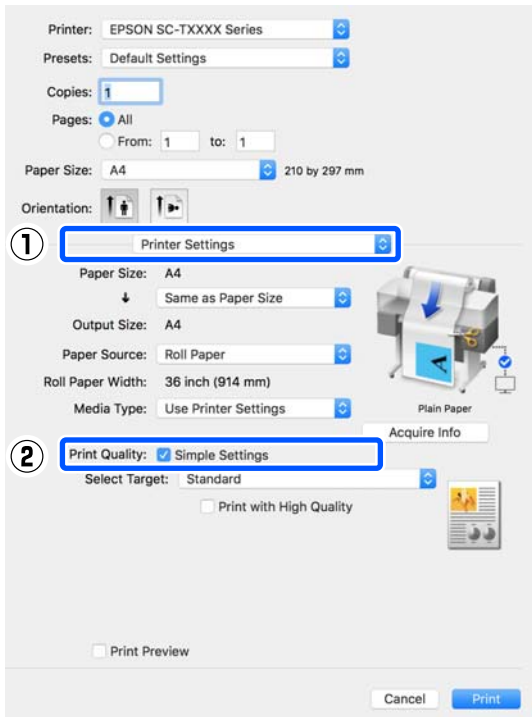 Printer: EPSON SC-TXXXX Series
Presets: Default Settings
Copies: 1
Pages: All
From: 1 to: 1
Paper Size: A4 210 by 297 mm
Orientation:
① Printer Settings
Paper Size: A4
Same as Paper Size
Output Size: A4
Paper Source: Roll Paper
Roll Paper Width: 36 inch (914 mm)
Media Type: Use Printer Settings
Plain Paper
Acquire Info
② Print Quality: Simple Settings
Select Target: Standard
Print with High Quality
Print Preview
Cancel Print